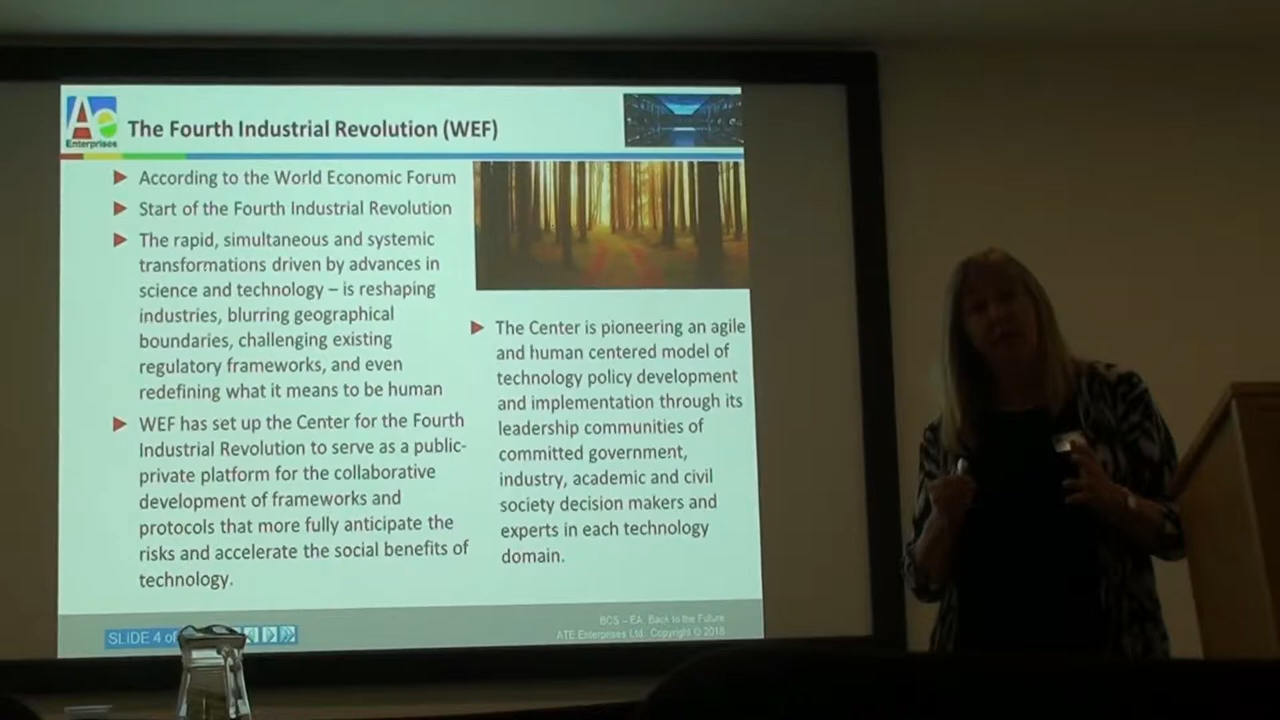 Ae
Enterprises
The Fourth Industrial Revolution (WEF)
According to the World Economic Forum
Start of the Fourth Industrial Revolution
The rapid, simultaneous and systemic
transformations driven by advances in
science and technology – is reshaping
industries, blurring geographical
boundaries, challenging existing
regulatory frameworks, and even
redefining what it means to be human
WEF has set up the Center for the Fourth
Industrial Revolution to serve as a public-
private platform for the collaborative
development of frameworks and
protocols that more fully anticipate the
risks and accelerate the social benefits of
technology.
The Center is pioneering an agile
and human centered model of
technology policy development
and implementation through its
leadership communities of
committed government,
industry, academic and civil
society decision makers and
experts in each technology
domain.
SLIDE 4 of
BCS – EA: Back to the Future
ATE Enterprises Ltd. Copyright © 2018